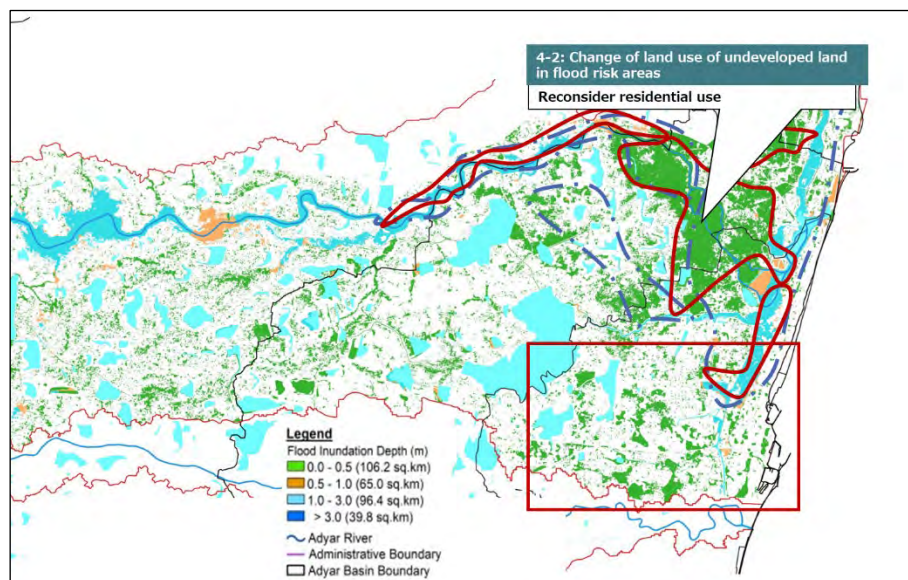 4-2: Change of land use of undeveloped land
in flood risk areas
Reconsider residential use
Legend
Flood Inundation Depth (m)
0.0 - 0.5 (106.2 sq.km)
0.5 - 1.0 (65.0 sq.km)
1.0 - 3.0 (96.4 sq.km)
> 3.0 (39.8 sq.km)
Adyar River
Administrative Boundary
Adyar Basin Boundary